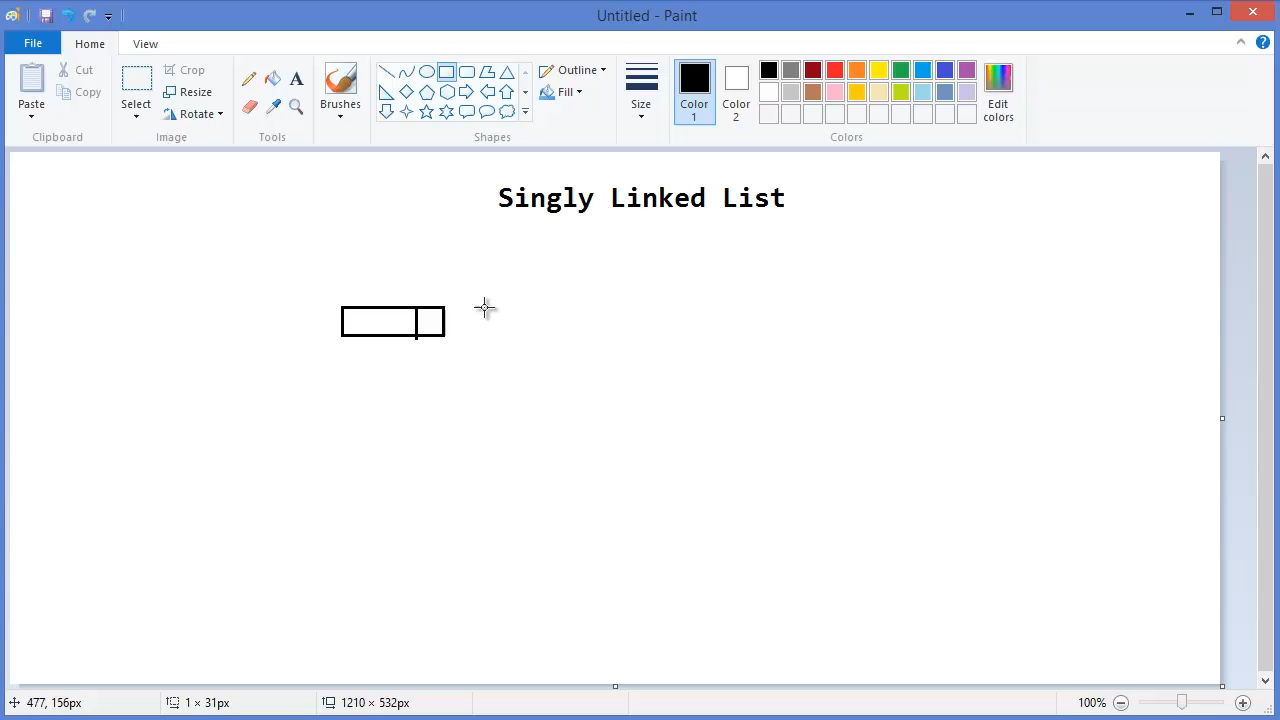 Untitled - Paint
File Home View
Paste
Cut
Copy
Clipboard
Select
Crop
Resize
Rotate
Image
A
Tools
Brushes
Outline
Fill
Shapes
Size
Color 1
Color 2
Edit colors
Colors
Singly Linked List
477, 156px
1 × 31px
1210 × 532px
100%